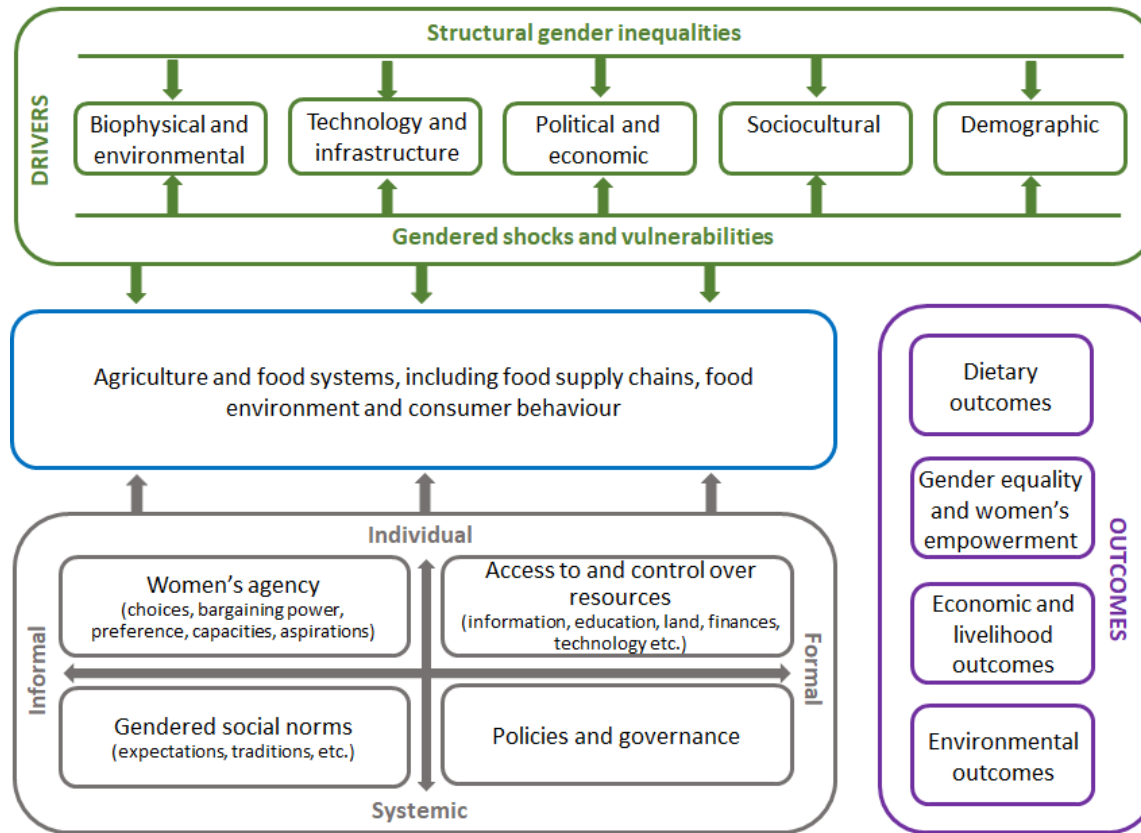 Structural gender inequalities
DRIVERS
Biophysical and
environmental
Technology and
infrastructure
Political and
economic
Sociocultural
Demographic
Gendered shocks and vulnerabilities
Agriculture and food systems, including food supply chains, food
environment and consumer behaviour
Individual
Informal
Women's agency
(choices, bargaining power,
preference, capacities, aspirations)
Access to and control over
resources
(information, education, land, finances,
technology etc.)
Formal
Gendered social norms
(expectations, traditions, etc.)
Policies and governance
Systemic
Dietary
outcomes
Gender equality
and women's
empowerment
Economic and
livelihood
outcomes
Environmental
outcomes
OUTCOMES